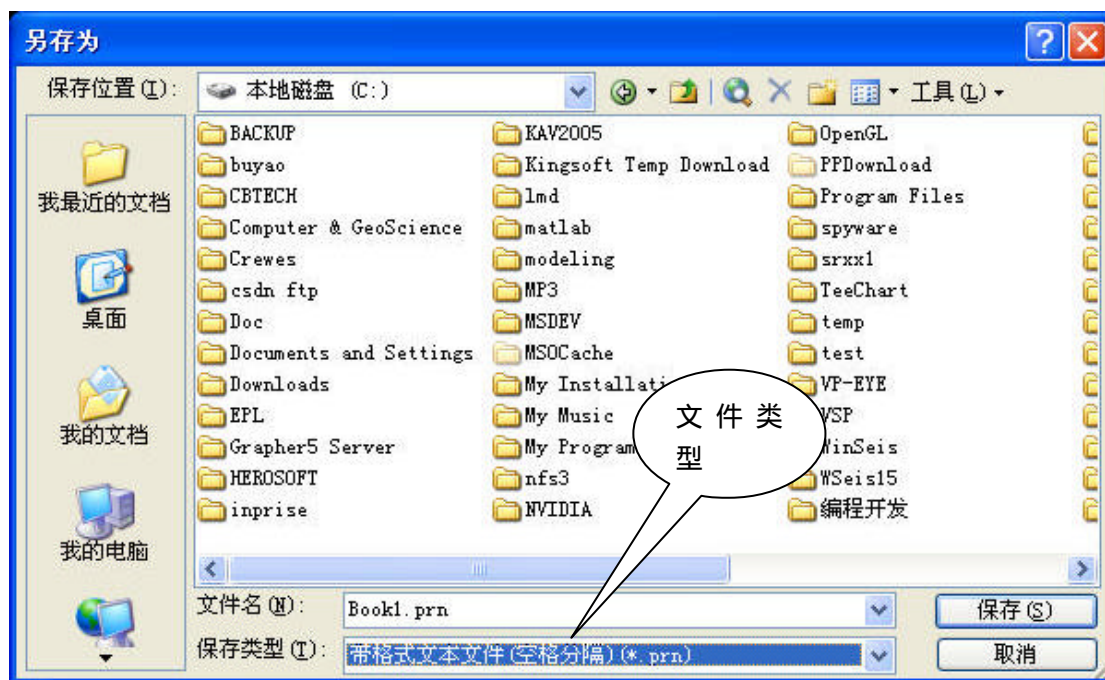 另存为
保存位置(I):
本地磁盘 (C:)
工具(L)
我最近的文档
桌面
我的文档
我的电脑
BACKUP
buyao
CBTECH
Computer & GeoScience
Crewes
csdn ftp
Doc
Documents and Settings
Downloads
EPL
Grapher5 Server
HEROSOFT
inprise
KAV2005
Kingsoft Temp Download
lmd
matlab
modeling
MP3
MSDEV
MSOCache
My Installati
My Music
My Program
nfs3
NVIDIA
OpenGL
PPDownload
Program Files
spyware
srxx1
TeeChart
temp
test
VP-EYE
VSP
WinSeis
WSeis15
编程开发
文件类
型
文件名(N):
Book1.prn
保存(S)
保存类型(T):
带格式文本文件(空格分隔)(*.prn)
取消